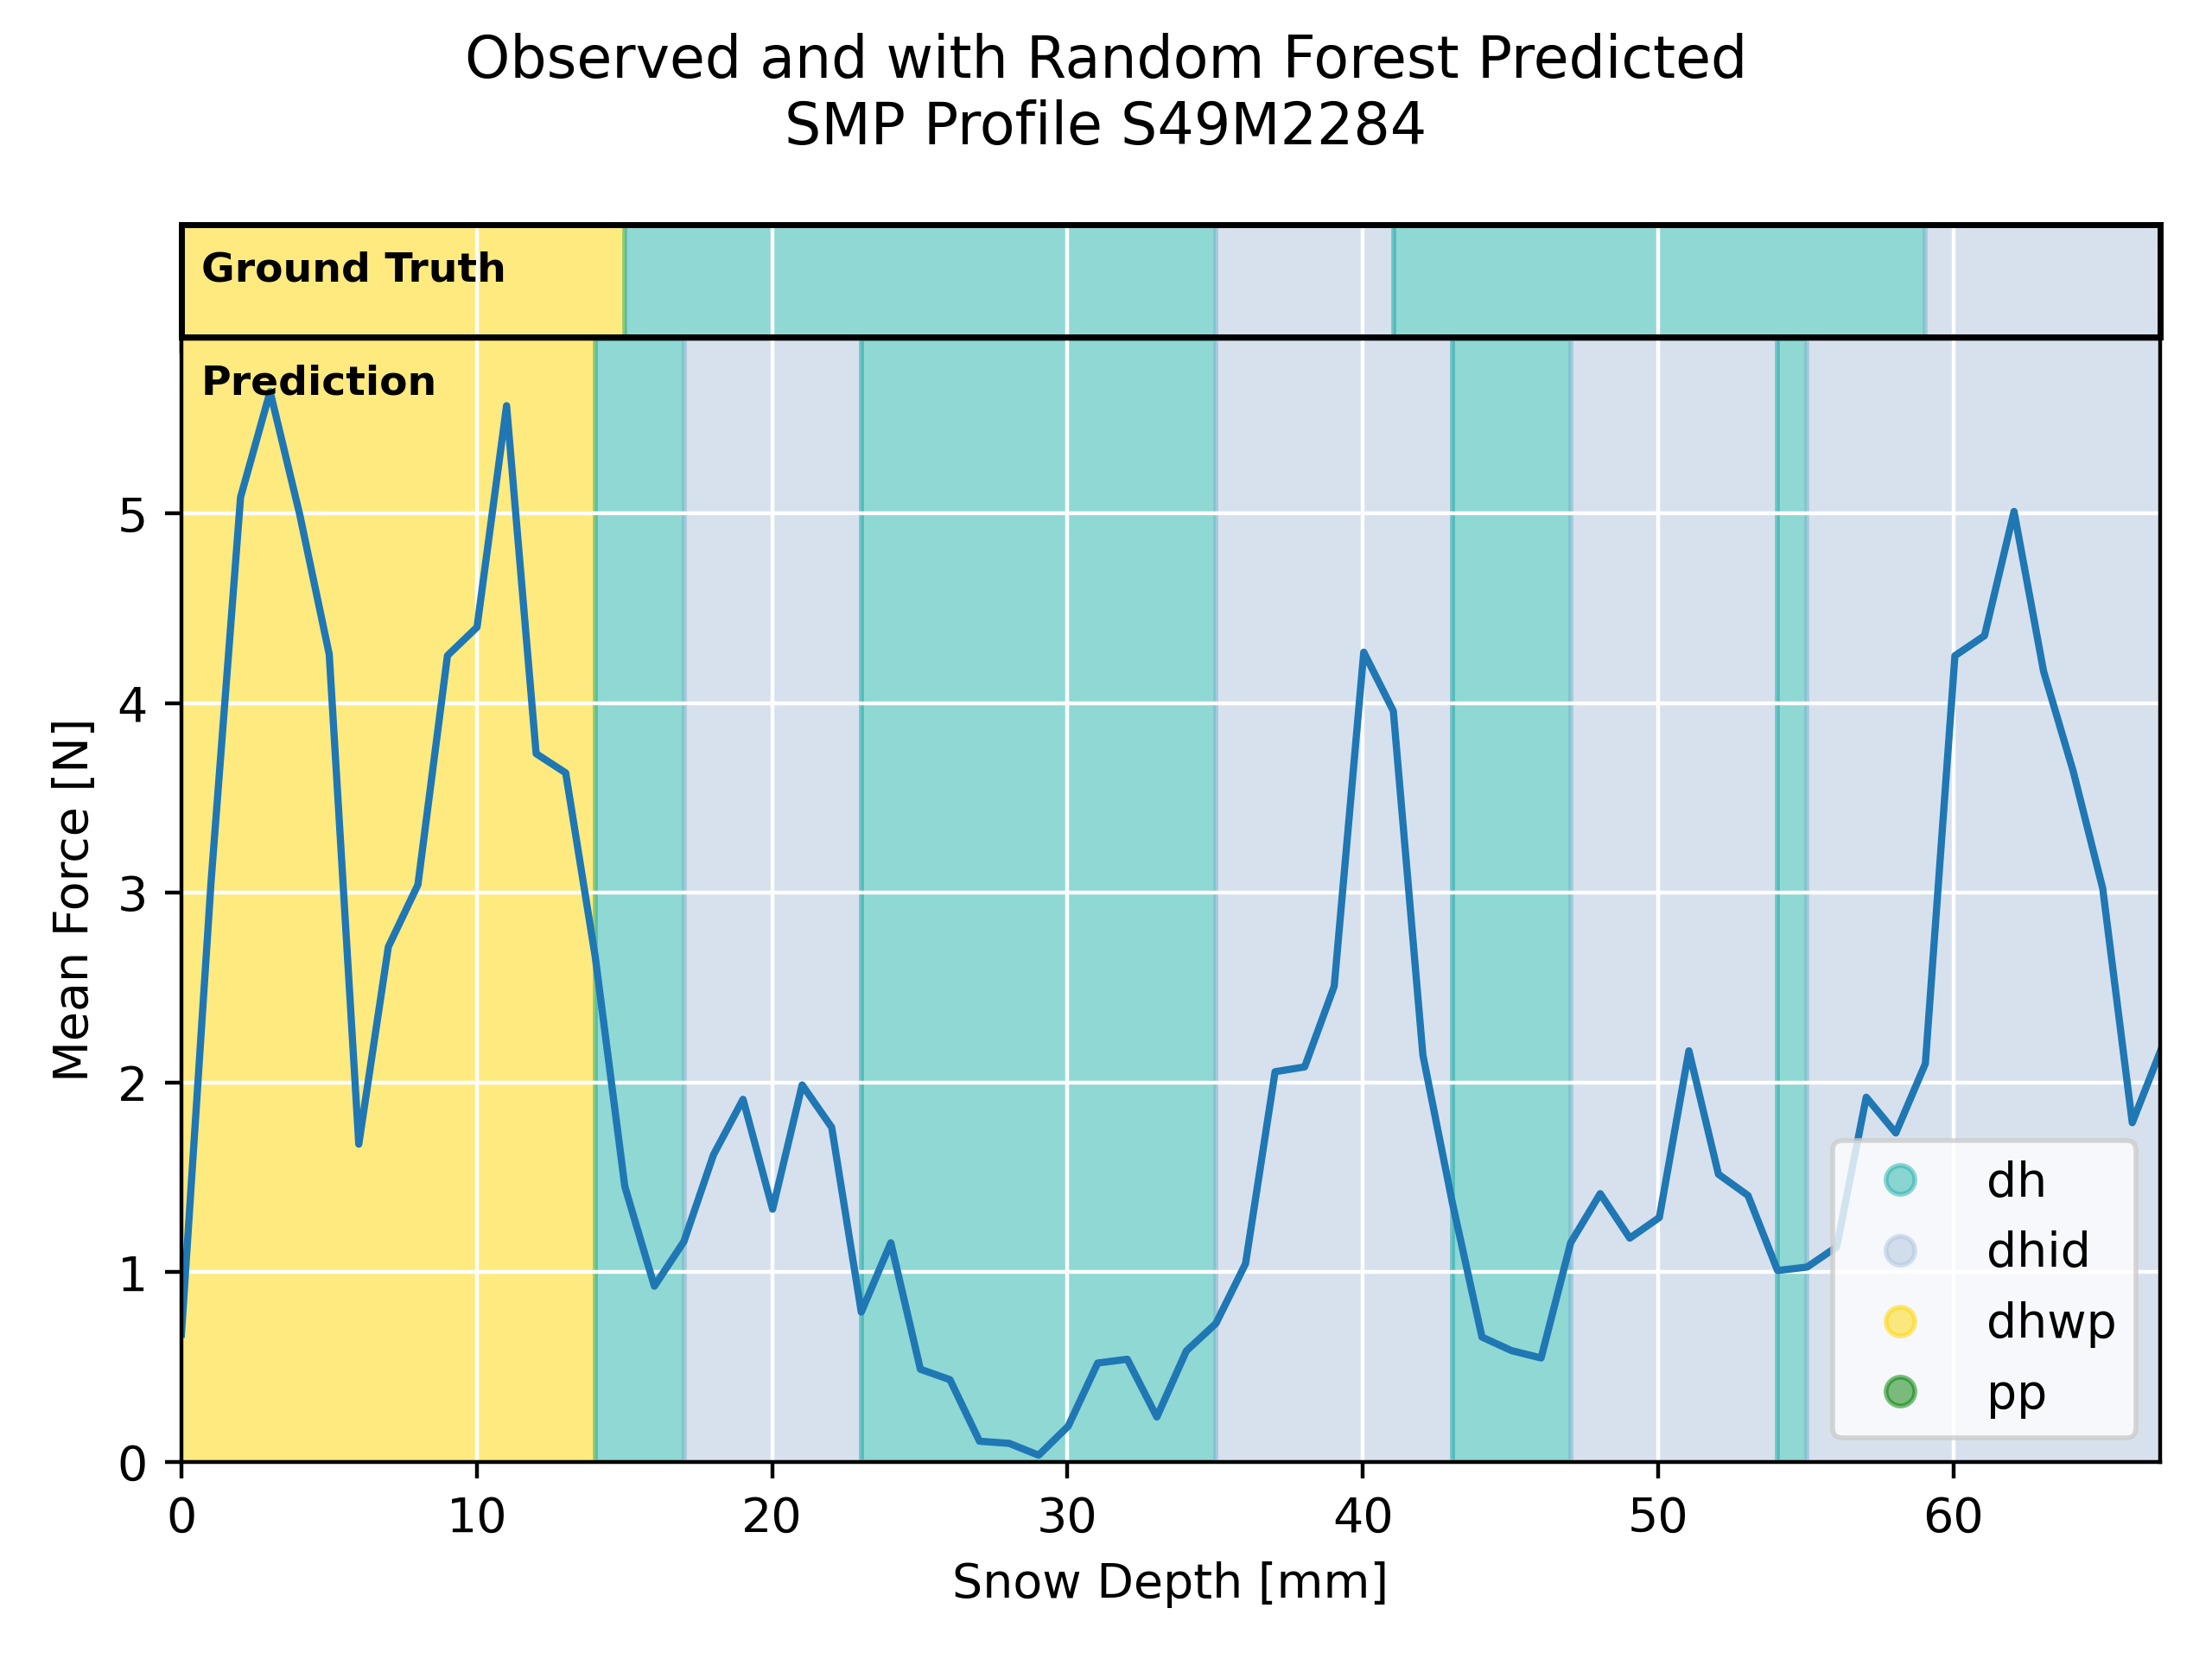 Observed and with Random Forest Predicted
SMP Profile S49M2284
Ground Truth
Prediction
5
4
3
2
1
0
Mean Force [N]
dh
dhid
dhwp
pp
0 10 20 30 40 50 60
Snow Depth [mm]